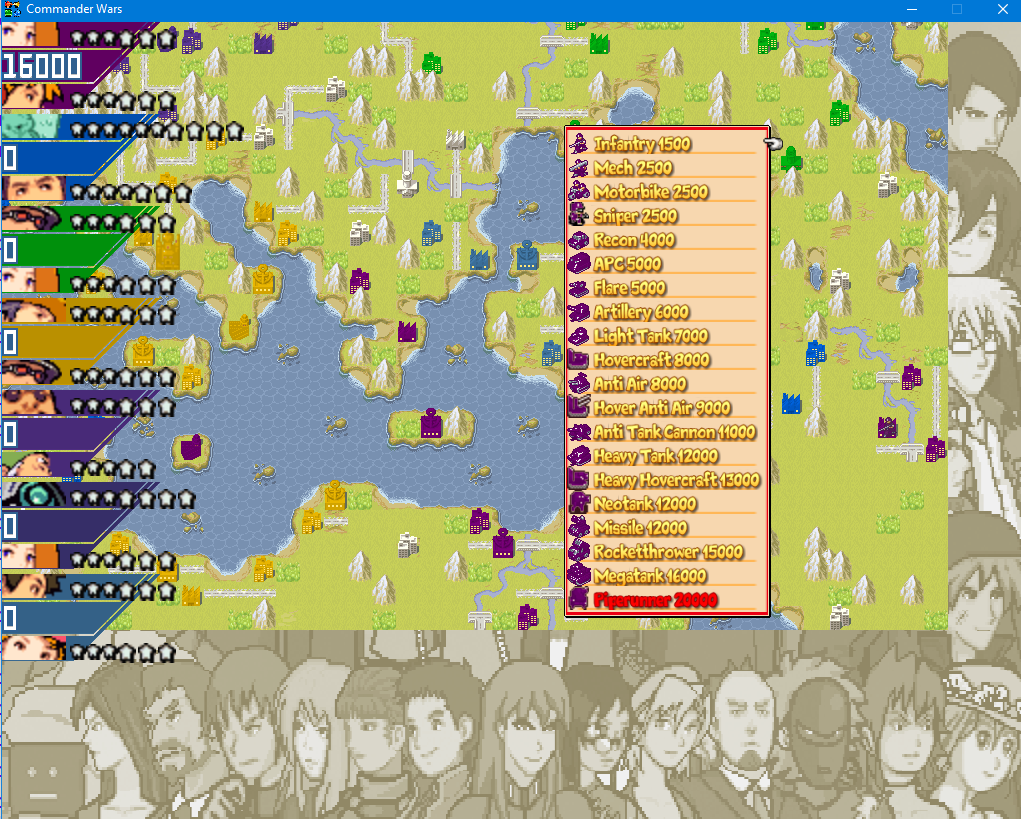 Commander Wars
16000
0
0
0
0
0
0
Infantry 1500
Mech 2500
Motorbike 2500
Sniper 2500
Recon 4000
APC 5000
Flare 5000
Artillery 6000
Light Tank 7000
Hovercraft 8000
Anti Air 8000
Hover Anti Air 9000
Anti Tank Cannon 11000
Heavy Tank 12000
Heavy Hovercraft 13000
Neotank 12000
Missile 12000
Rocketthrower 15000
Megatank 16000
Piperunner 20000